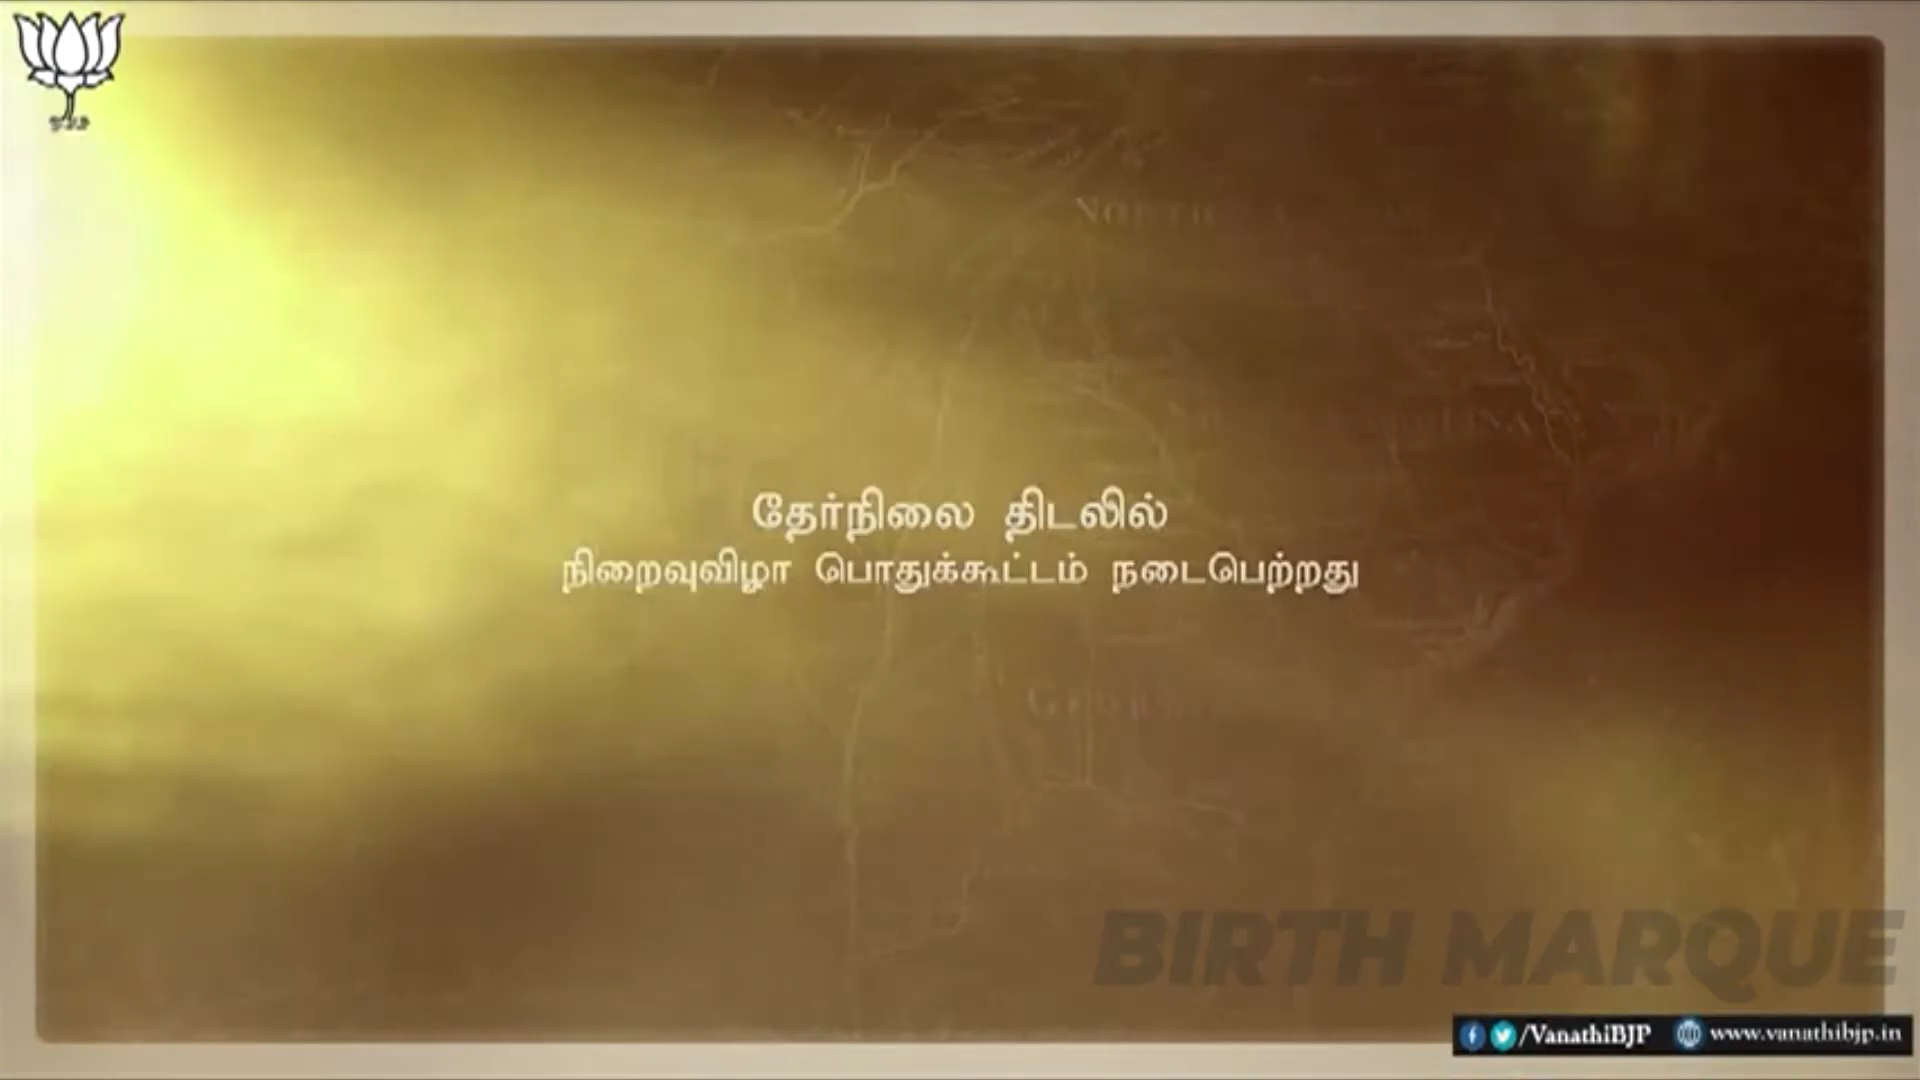 தேர்நிலை திடலில்
நிறைவுவிழா பொதுக்கூட்டம் நடைபெற்றது
BIRTH MARQUE
/VanathiBJP www.vanathibjp.in